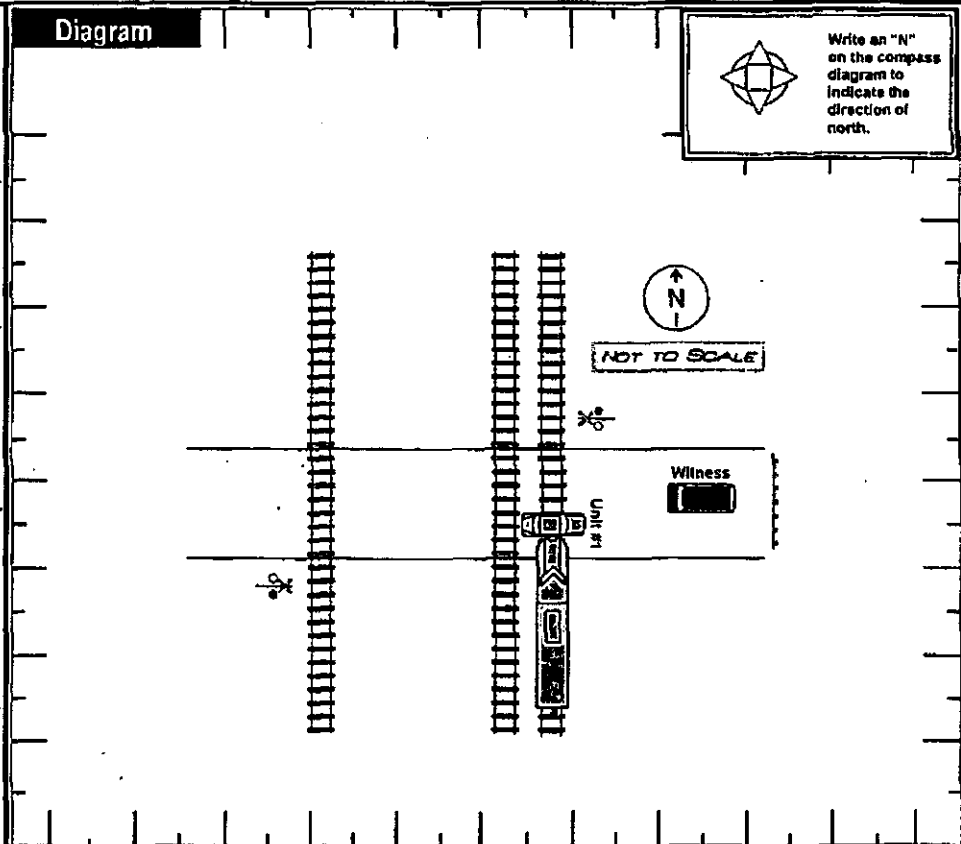 Diagram
Write an "N"
on the compass
diagram to
indicate the
direction of
north.
N
NOT TO SCALE
Witness
Unit #1